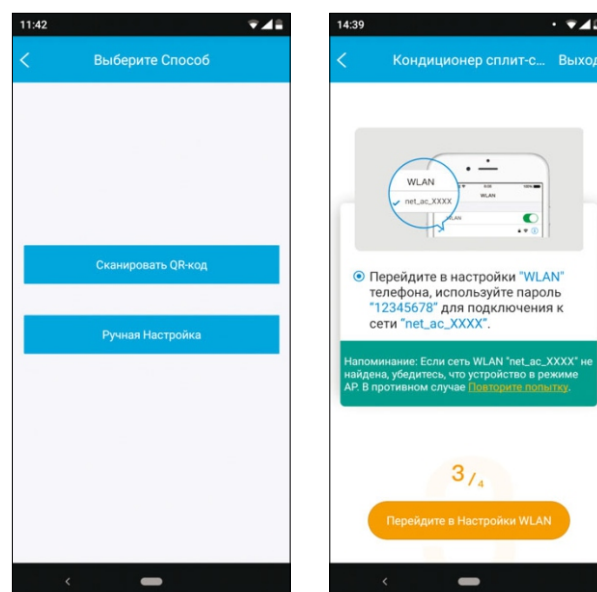 11:42
Выберите Способ
Сканировать QR-код
Ручная Настройка
14:39
Кондиционер сплит-с... Выход
WLAN
net_ac_XXXX
WLAN
Перейдите в настройки "WLAN"
телефона, используйте пароль
"12345678" для подключения к
сети "net_ac_XXXX".
Напоминание: Если сеть WLAN "net_ac_XXXX" не
найдена, убедитесь, что устройство в режиме
AP. В противном случае Повторите попытку.
3/4
Перейдите в Настройки WLAN